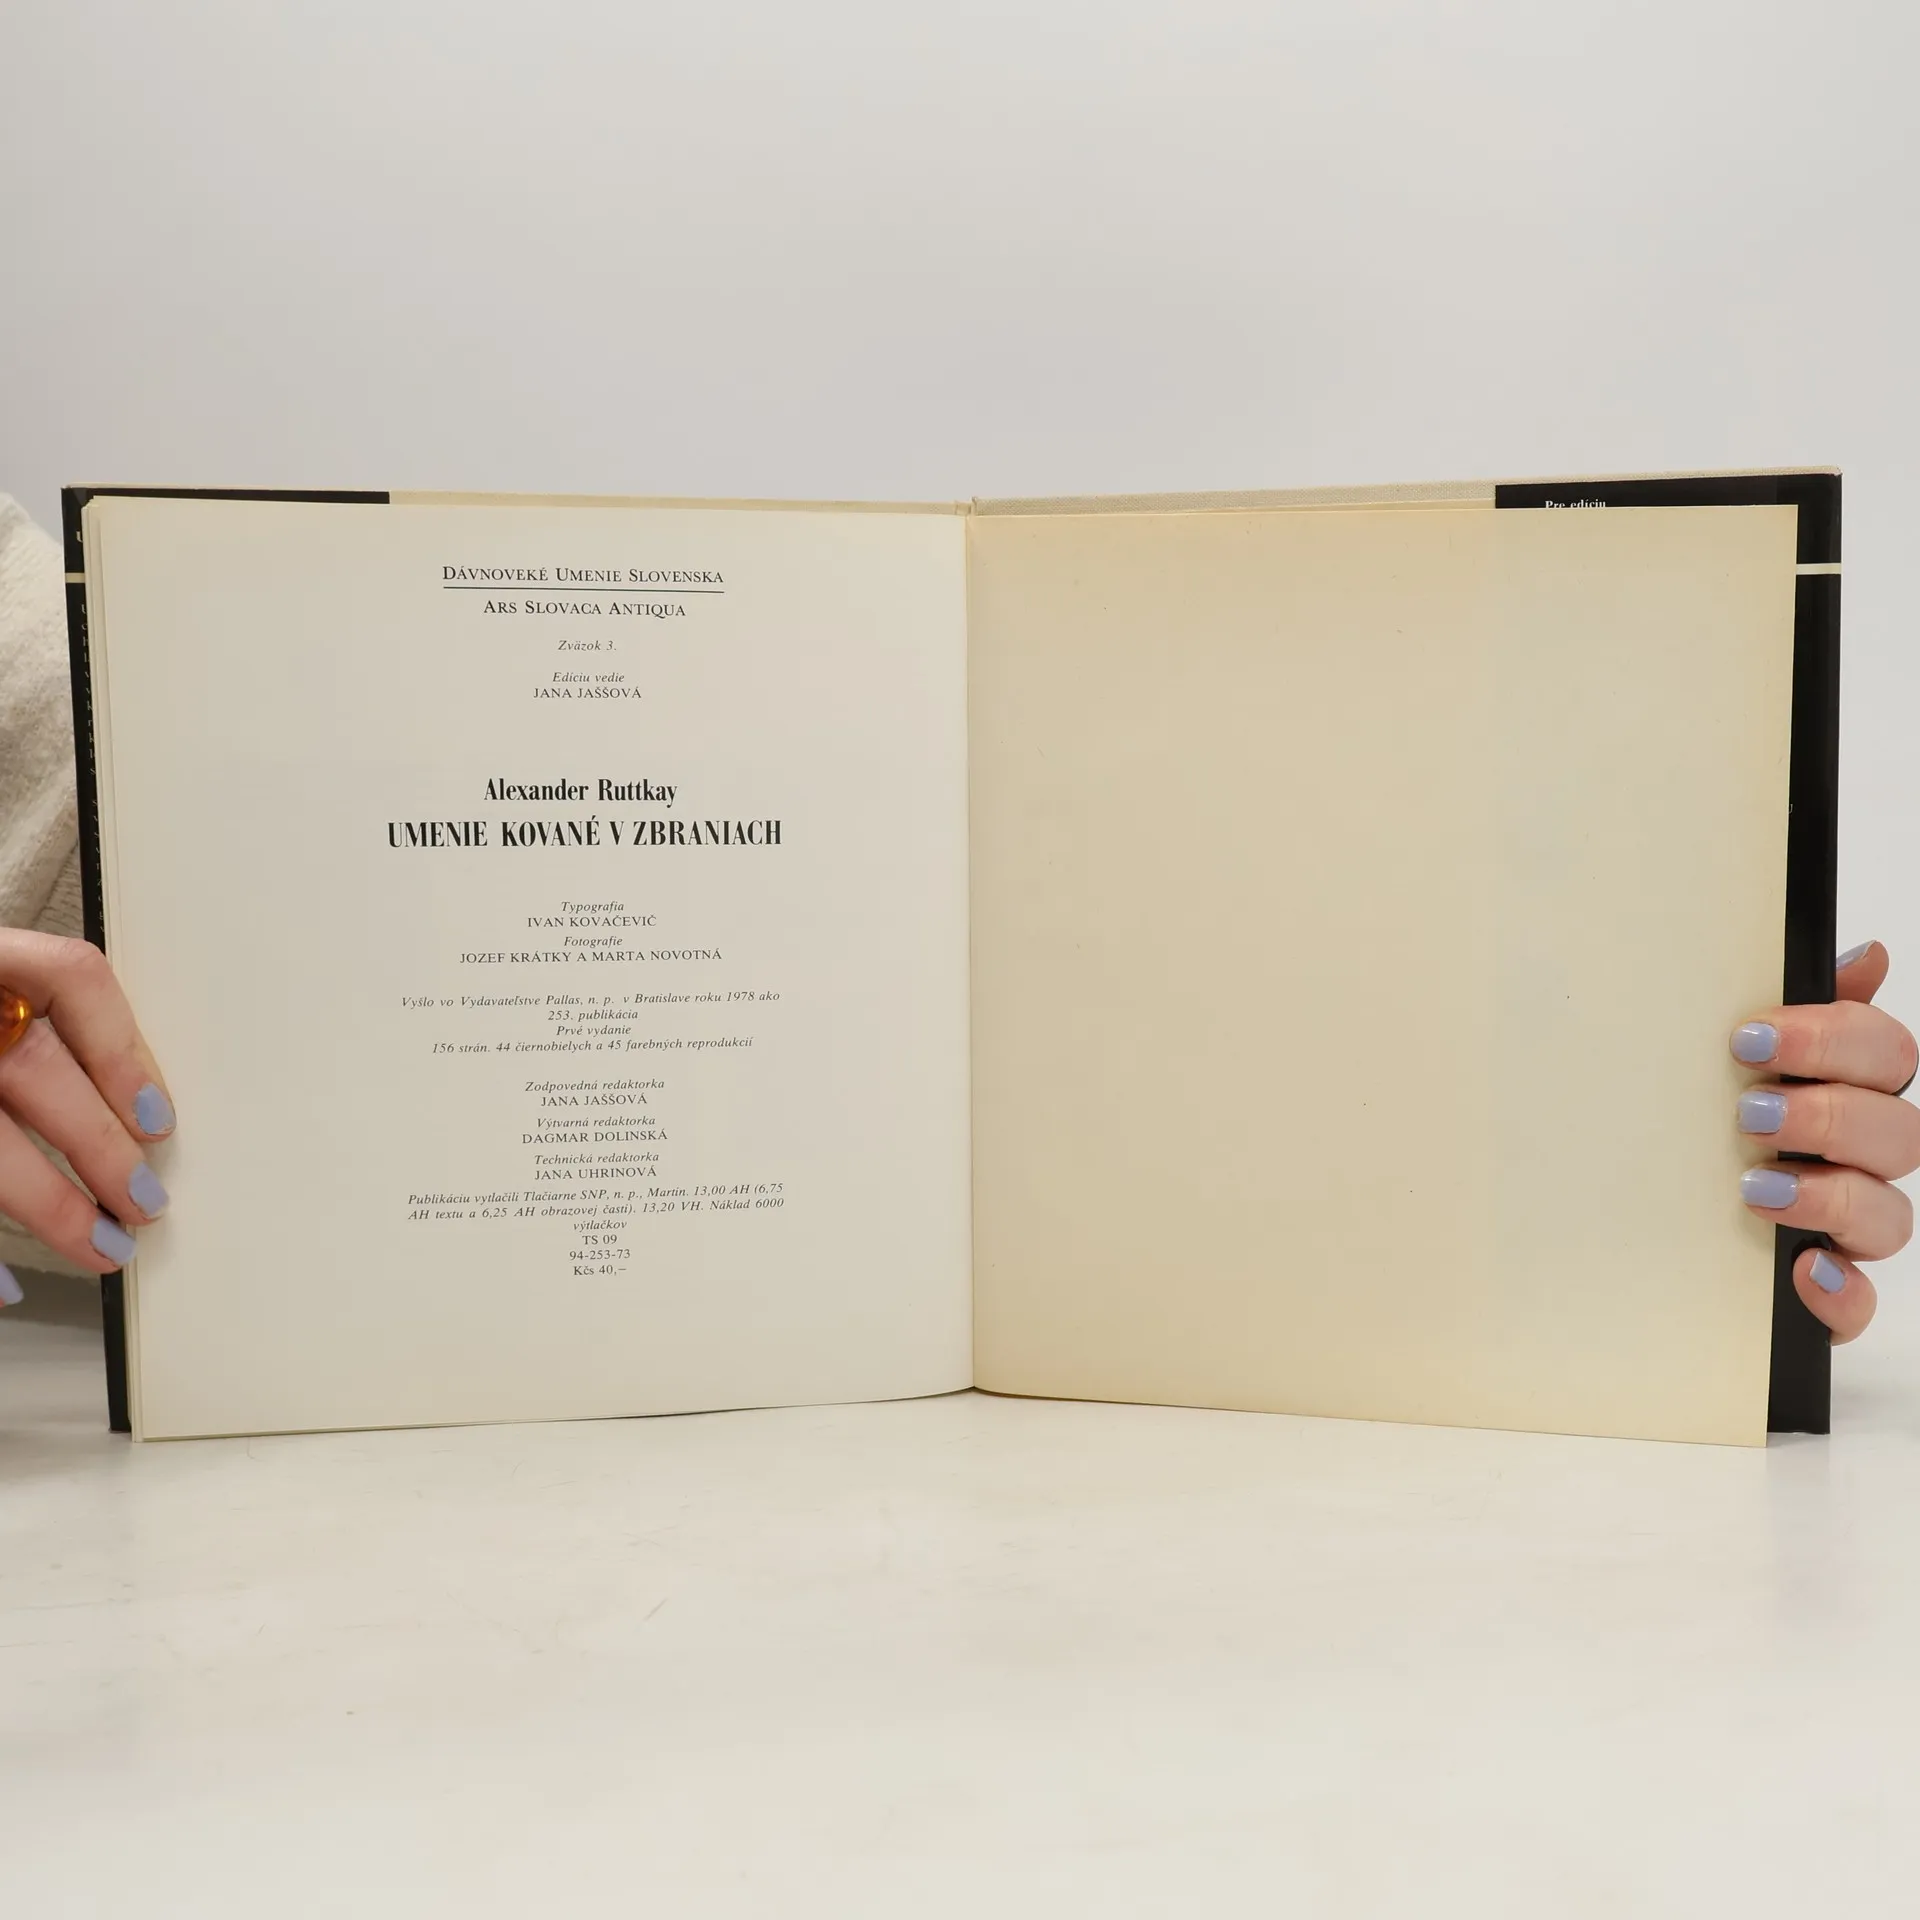 DÁVNOVEKÉ UMENIE SLOVENSKA
ARS SLOVACA ANTIQUA
Zväzok 3.
Edíciu vedie
JANA JAŠŠOVÁ
Alexander Ruttkay
UMENIE KOVANÉ V ZBRANIACH
Typografia
IVAN KOVAČEVIČ
Fotografie
JOZEF KRÁTKY A MARTA NOVOTNÁ
Vyšlo vo Vydavateľstve Pallas, n. p. v Bratislave roku 1978 ako
253. publikácia
Prvé vydanie
156 strán. 44 čiernobielych a 45 farebných reprodukcií
Zodpovedná redaktorka
JANA JAŠŠOVÁ
Výtvarná redaktorka
DAGMAR DOLINSKÁ
Technická redaktorka
JANA UHRINOVÁ
Publikáciu vytlačili Tlačiarne SNP, n. p., Martin. 13,00 AH (6,75
AH textu a 6,25 AH obrazovej časti). 13,20 VH. Náklad 6000
výtlačkov
TS 09
94-253-73
Kčs 40,–
Pre edíciu